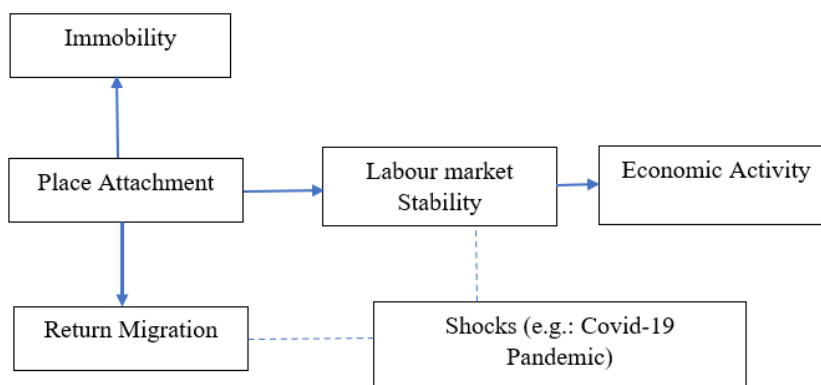 Immobility
Place Attachment
Labour market
Stability
Economic Activity
Return Migration
Shocks (e.g.: Covid-19
Pandemic)